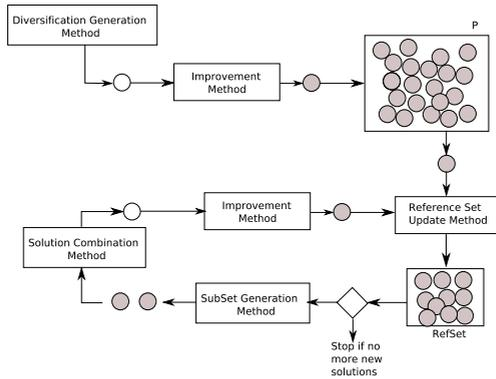 Diversification Generation
Method
P
Improvement
Method
Improvement
Method
Reference Set
Update Method
Solution Combination
Method
SubSet Generation
Method
RefSet
Stop if no
more new
solutions